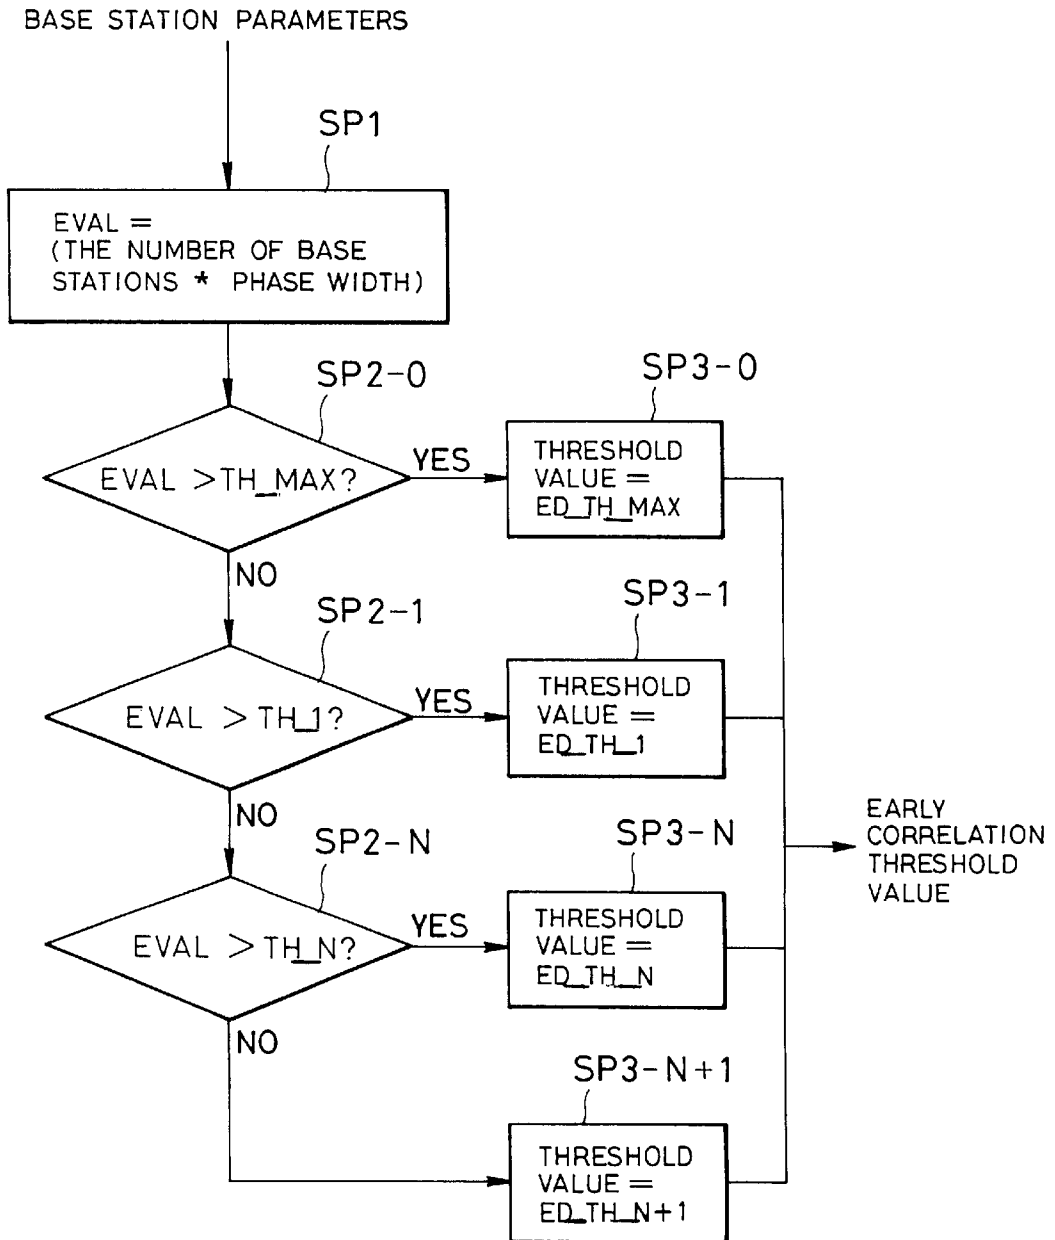 BASE STATION PARAMETERS
SP1
EVAL =
(THE NUMBER OF BASE
STATIONS * PHASE WIDTH)
SP2-0
EVAL > TH_MAX?
YES
NO
SP3-0
THRESHOLD
VALUE =
ED_TH_MAX
SP2-1
EVAL > TH_1?
YES
NO
SP3-1
THRESHOLD
VALUE =
ED_TH_1
SP2-N
EVAL > TH_N?
YES
NO
SP3-N
THRESHOLD
VALUE =
ED_TH_N
SP3-N+1
THRESHOLD
VALUE =
ED_TH_N+1
EARLY
CORRELATION
THRESHOLD
VALUE